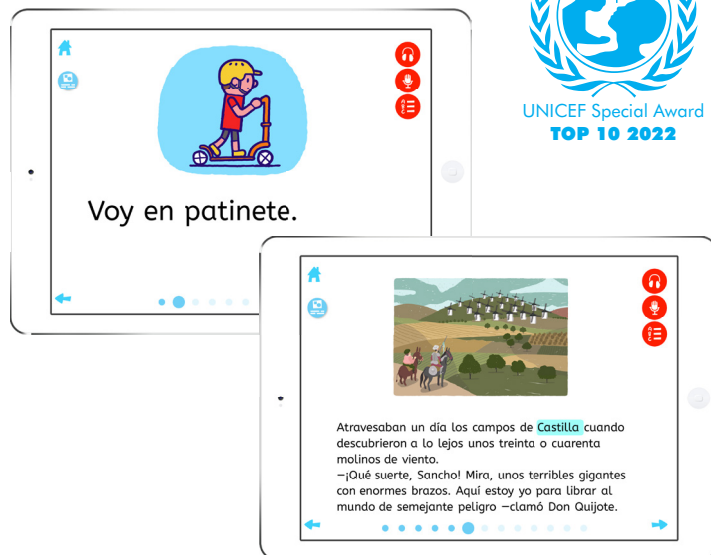 UNICEF Special Award
TOP 10 2022
Voy en patinete.
Atravesaban un día los campos de Castilla cuando
descubrieron a lo lejos unos treinta o cuarenta
molinos de viento.
—¡Qué suerte, Sancho! Mira, unos terribles gigantes
con enormes brazos. Aquí estoy yo para librar al
mundo de semejante peligro —clamó Don Quijote.